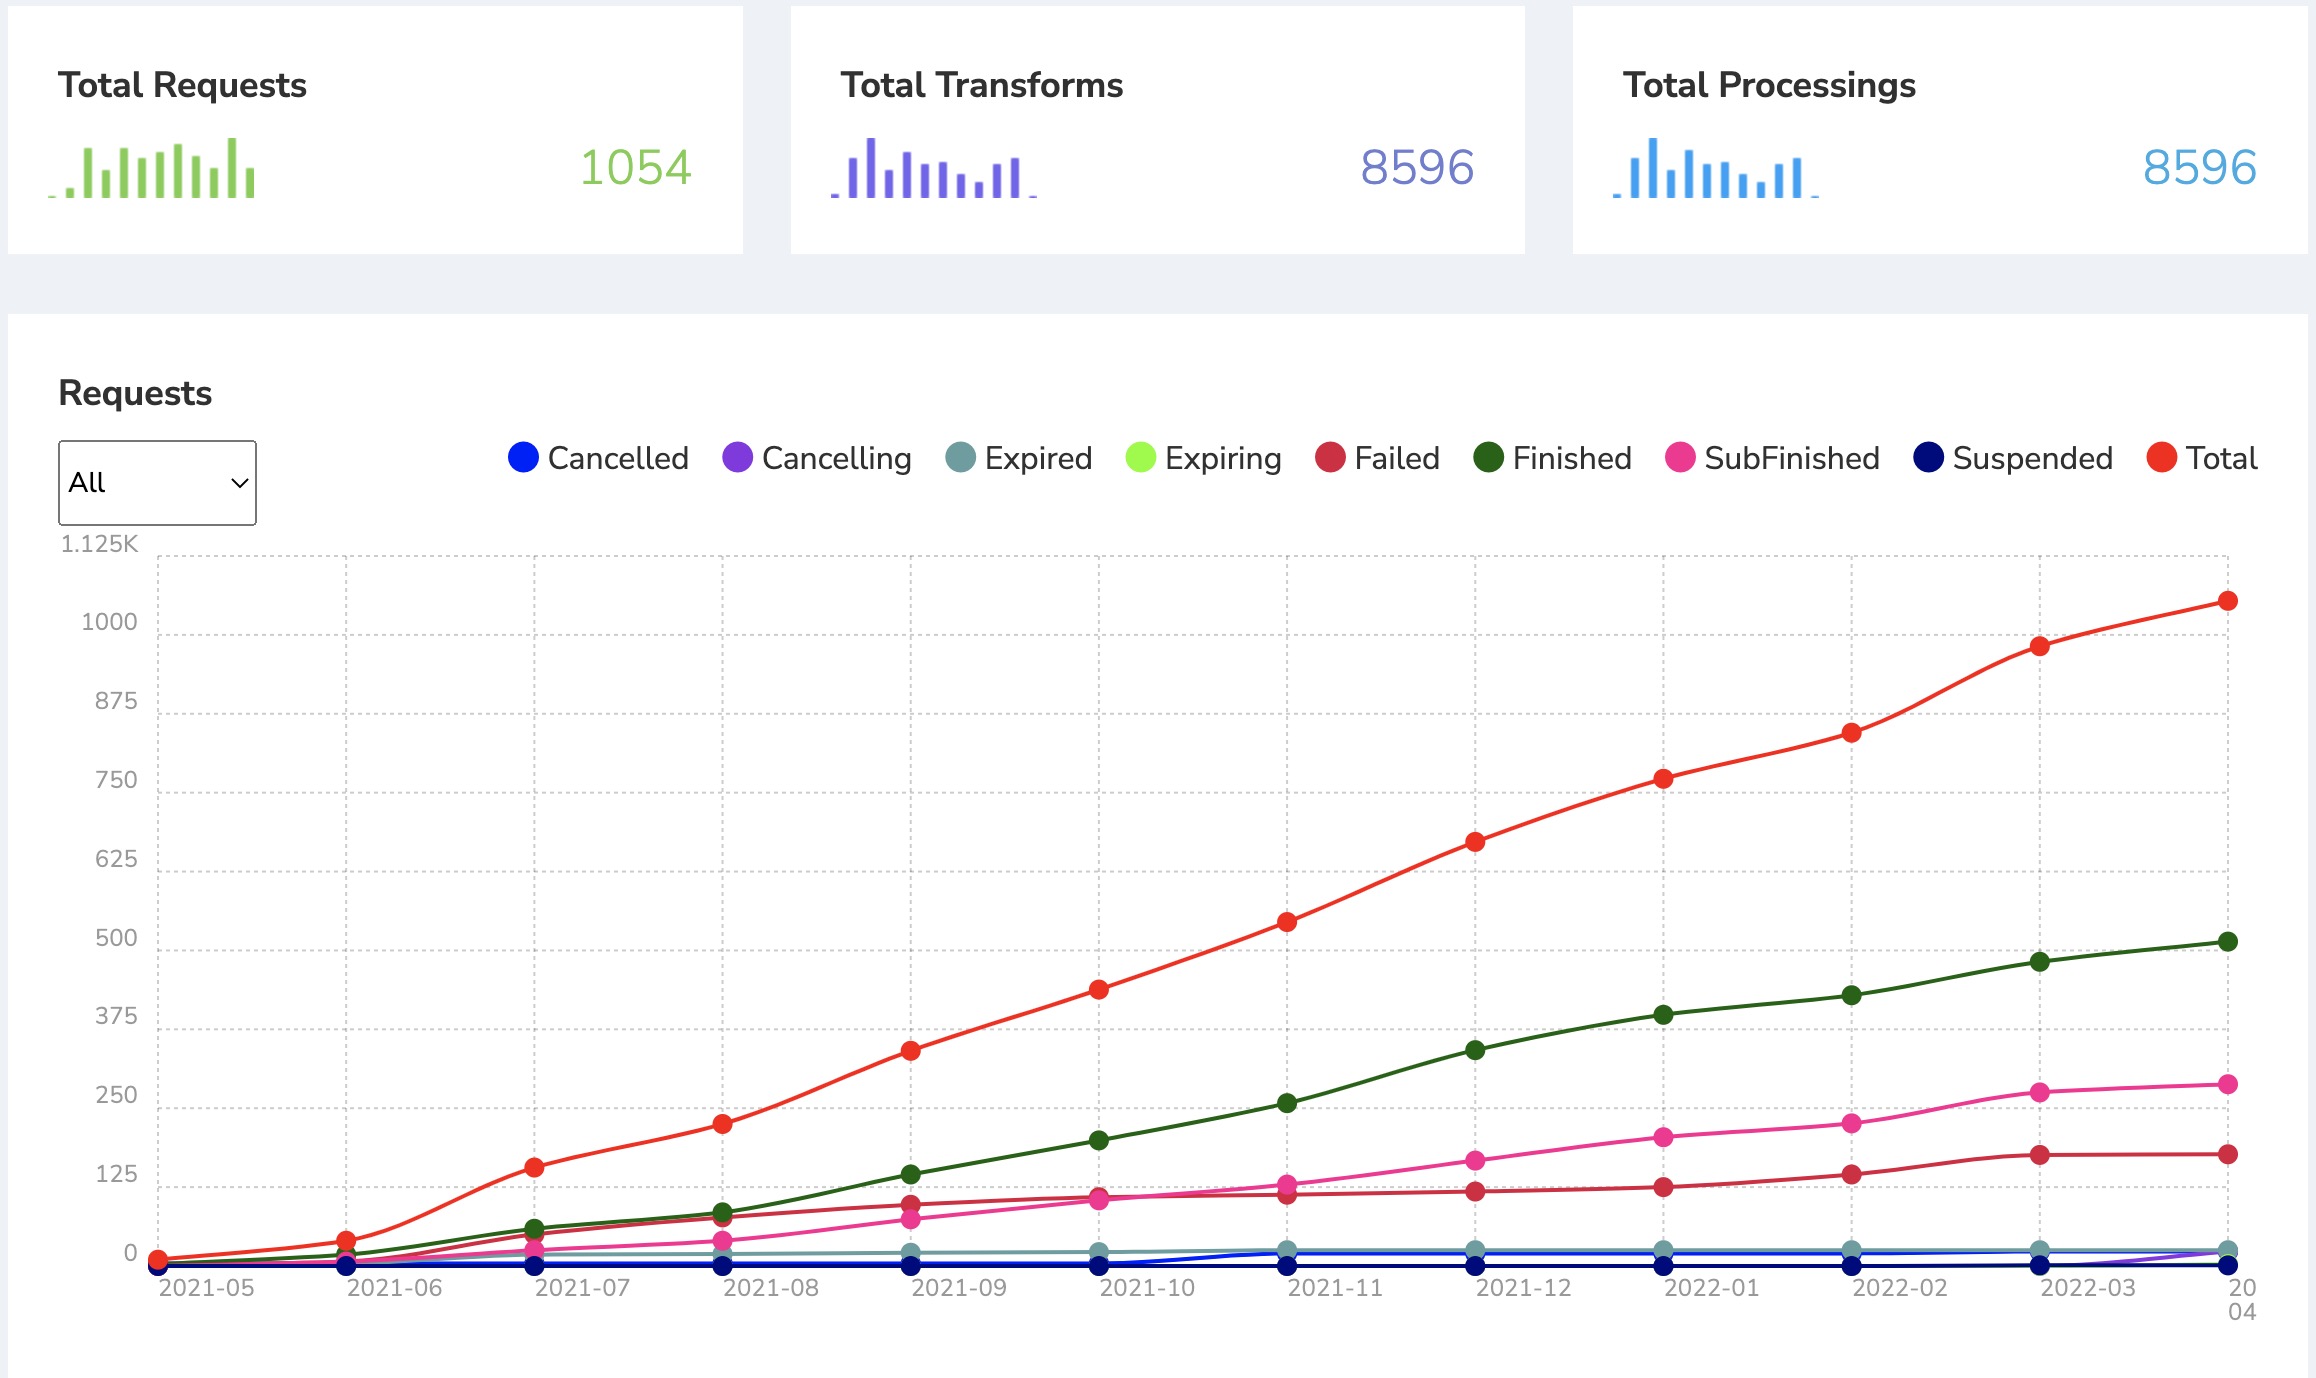 Total Requests
1054
Total Transforms
8596
Total Processings
8596
Requests
All
Cancelled Cancelling Expired Expiring Failed Finished SubFinished Suspended Total
1.125K
1000
875
750
625
500
375
250
125
0
2021-05 2021-06 2021-07 2021-08 2021-09 2021-10 2021-11 2021-12 2022-01 2022-02 2022-03 20
04